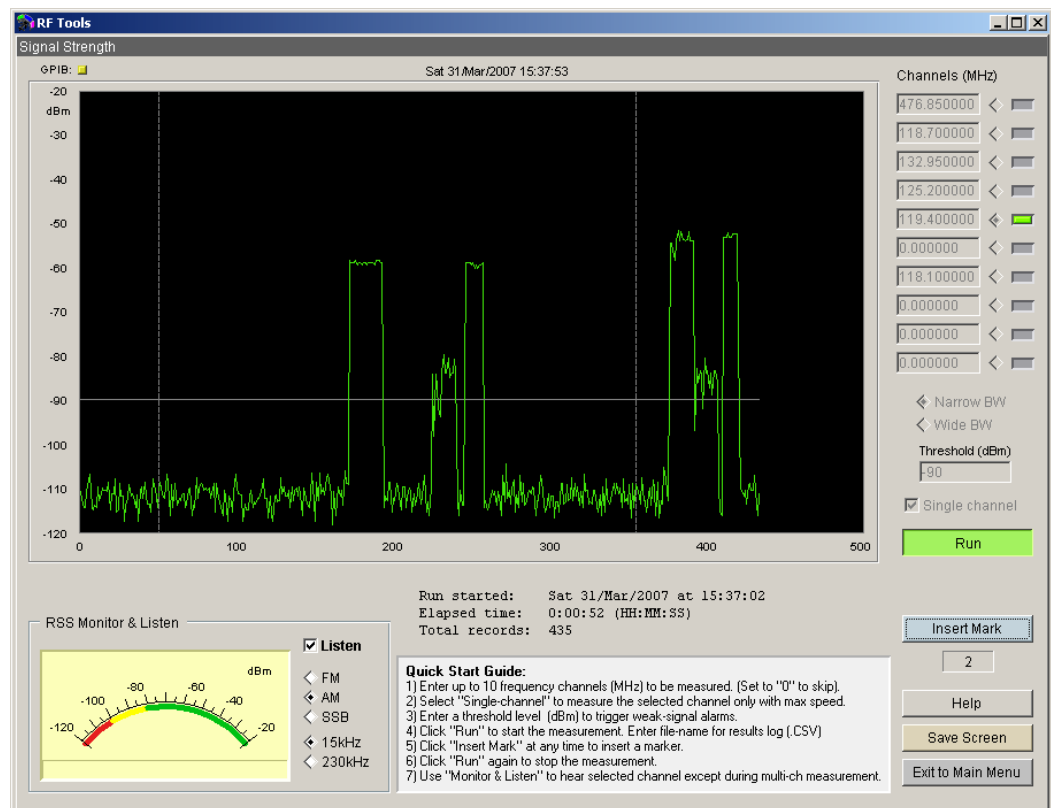 RF Tools
Signal Strength
GPIB:
Sat 31/Mar/2007 15:37:53
-20
dBm
-30
-40
-50
-60
-70
-80
-90
-100
-110
-120
0 100 200 300 400 500
Channels (MHz)
476.850000
118.700000
132.950000
125.200000
119.400000
0.000000
118.100000
0.000000
0.000000
0.000000
Narrow BW
Wide BW
Threshold (dBm)
-90
Single channel
Run
Run started: Sat 31/Mar/2007 at 15:37:02
Elapsed time: 0:00:52 (HH:MM:SS)
Total records: 435
RSS Monitor & Listen
dBm
-120 -100 -80 -60 -40 -20
Listen
FM
AM
SSB
15kHz
230kHz
Quick Start Guide:
1) Enter up to 10 frequency channels (MHz) to be measured. (Set to "0" to skip).
2) Select "Single-channel" to measure the selected channel only with max speed.
3) Enter a threshold level (dBm) to trigger weak-signal alarms.
4) Click "Run" to start the measurement. Enter file-name for results log (.CSV)
5) Click "Insert Mark" at any time to insert a marker.
6) Click "Run" again to stop the measurement.
7) Use "Monitor & Listen" to hear selected channel except during multi-ch measurement.
Insert Mark
2
Help
Save Screen
Exit to Main Menu